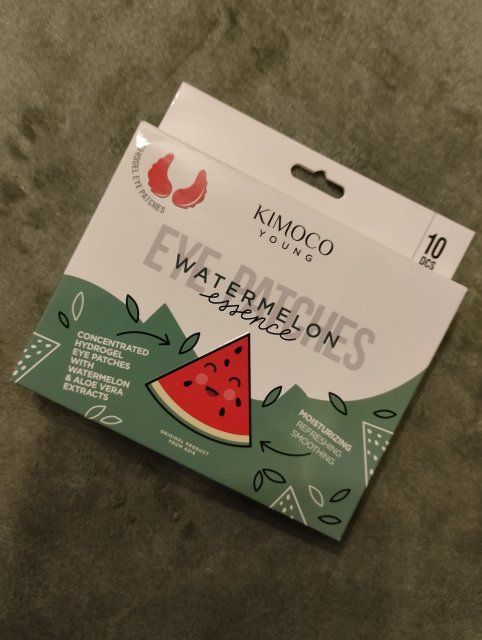 HYDROGEL EYE PATCHES
KIMOCO
YOUNG
10
PCS
EYE PATCHES
WATERMELON
essence
CONCENTRATED
HYDROGEL
EYE PATCHES
WITH
WATERMELON
& ALOE VERA
EXTRACTS
MOISTURIZING
REFRESHING
SMOOTHING
ORIGINAL PRODUCT
FROM ASIA